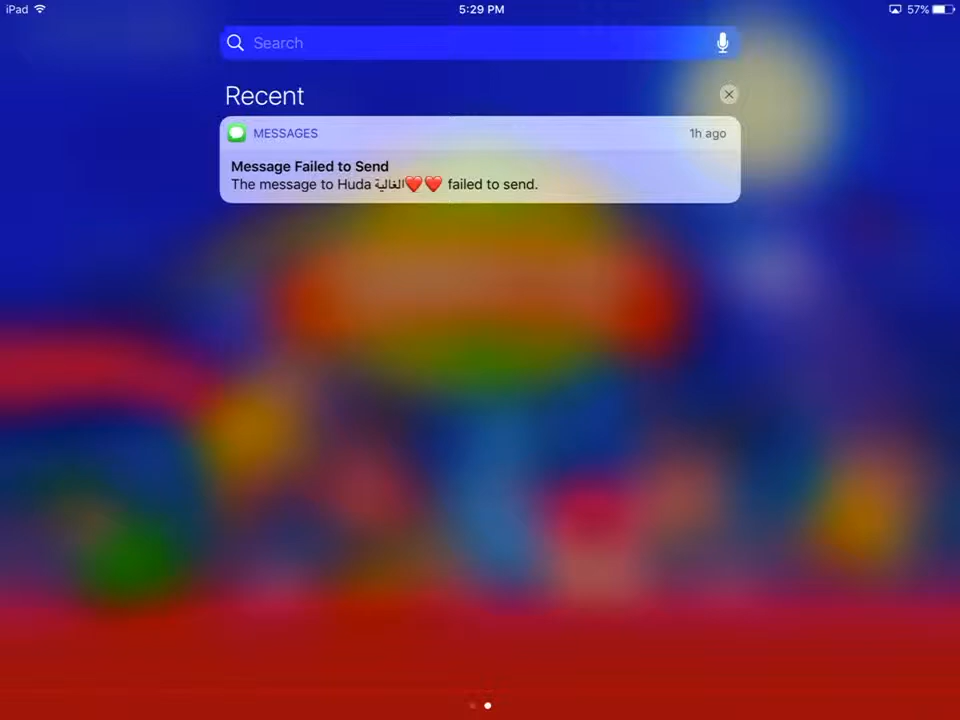 iPad 5:29 PM 57%
Search
Recent
MESSAGES 1h ago
Message Failed to Send
The message to Huda الغالية❤️❤️ failed to send.